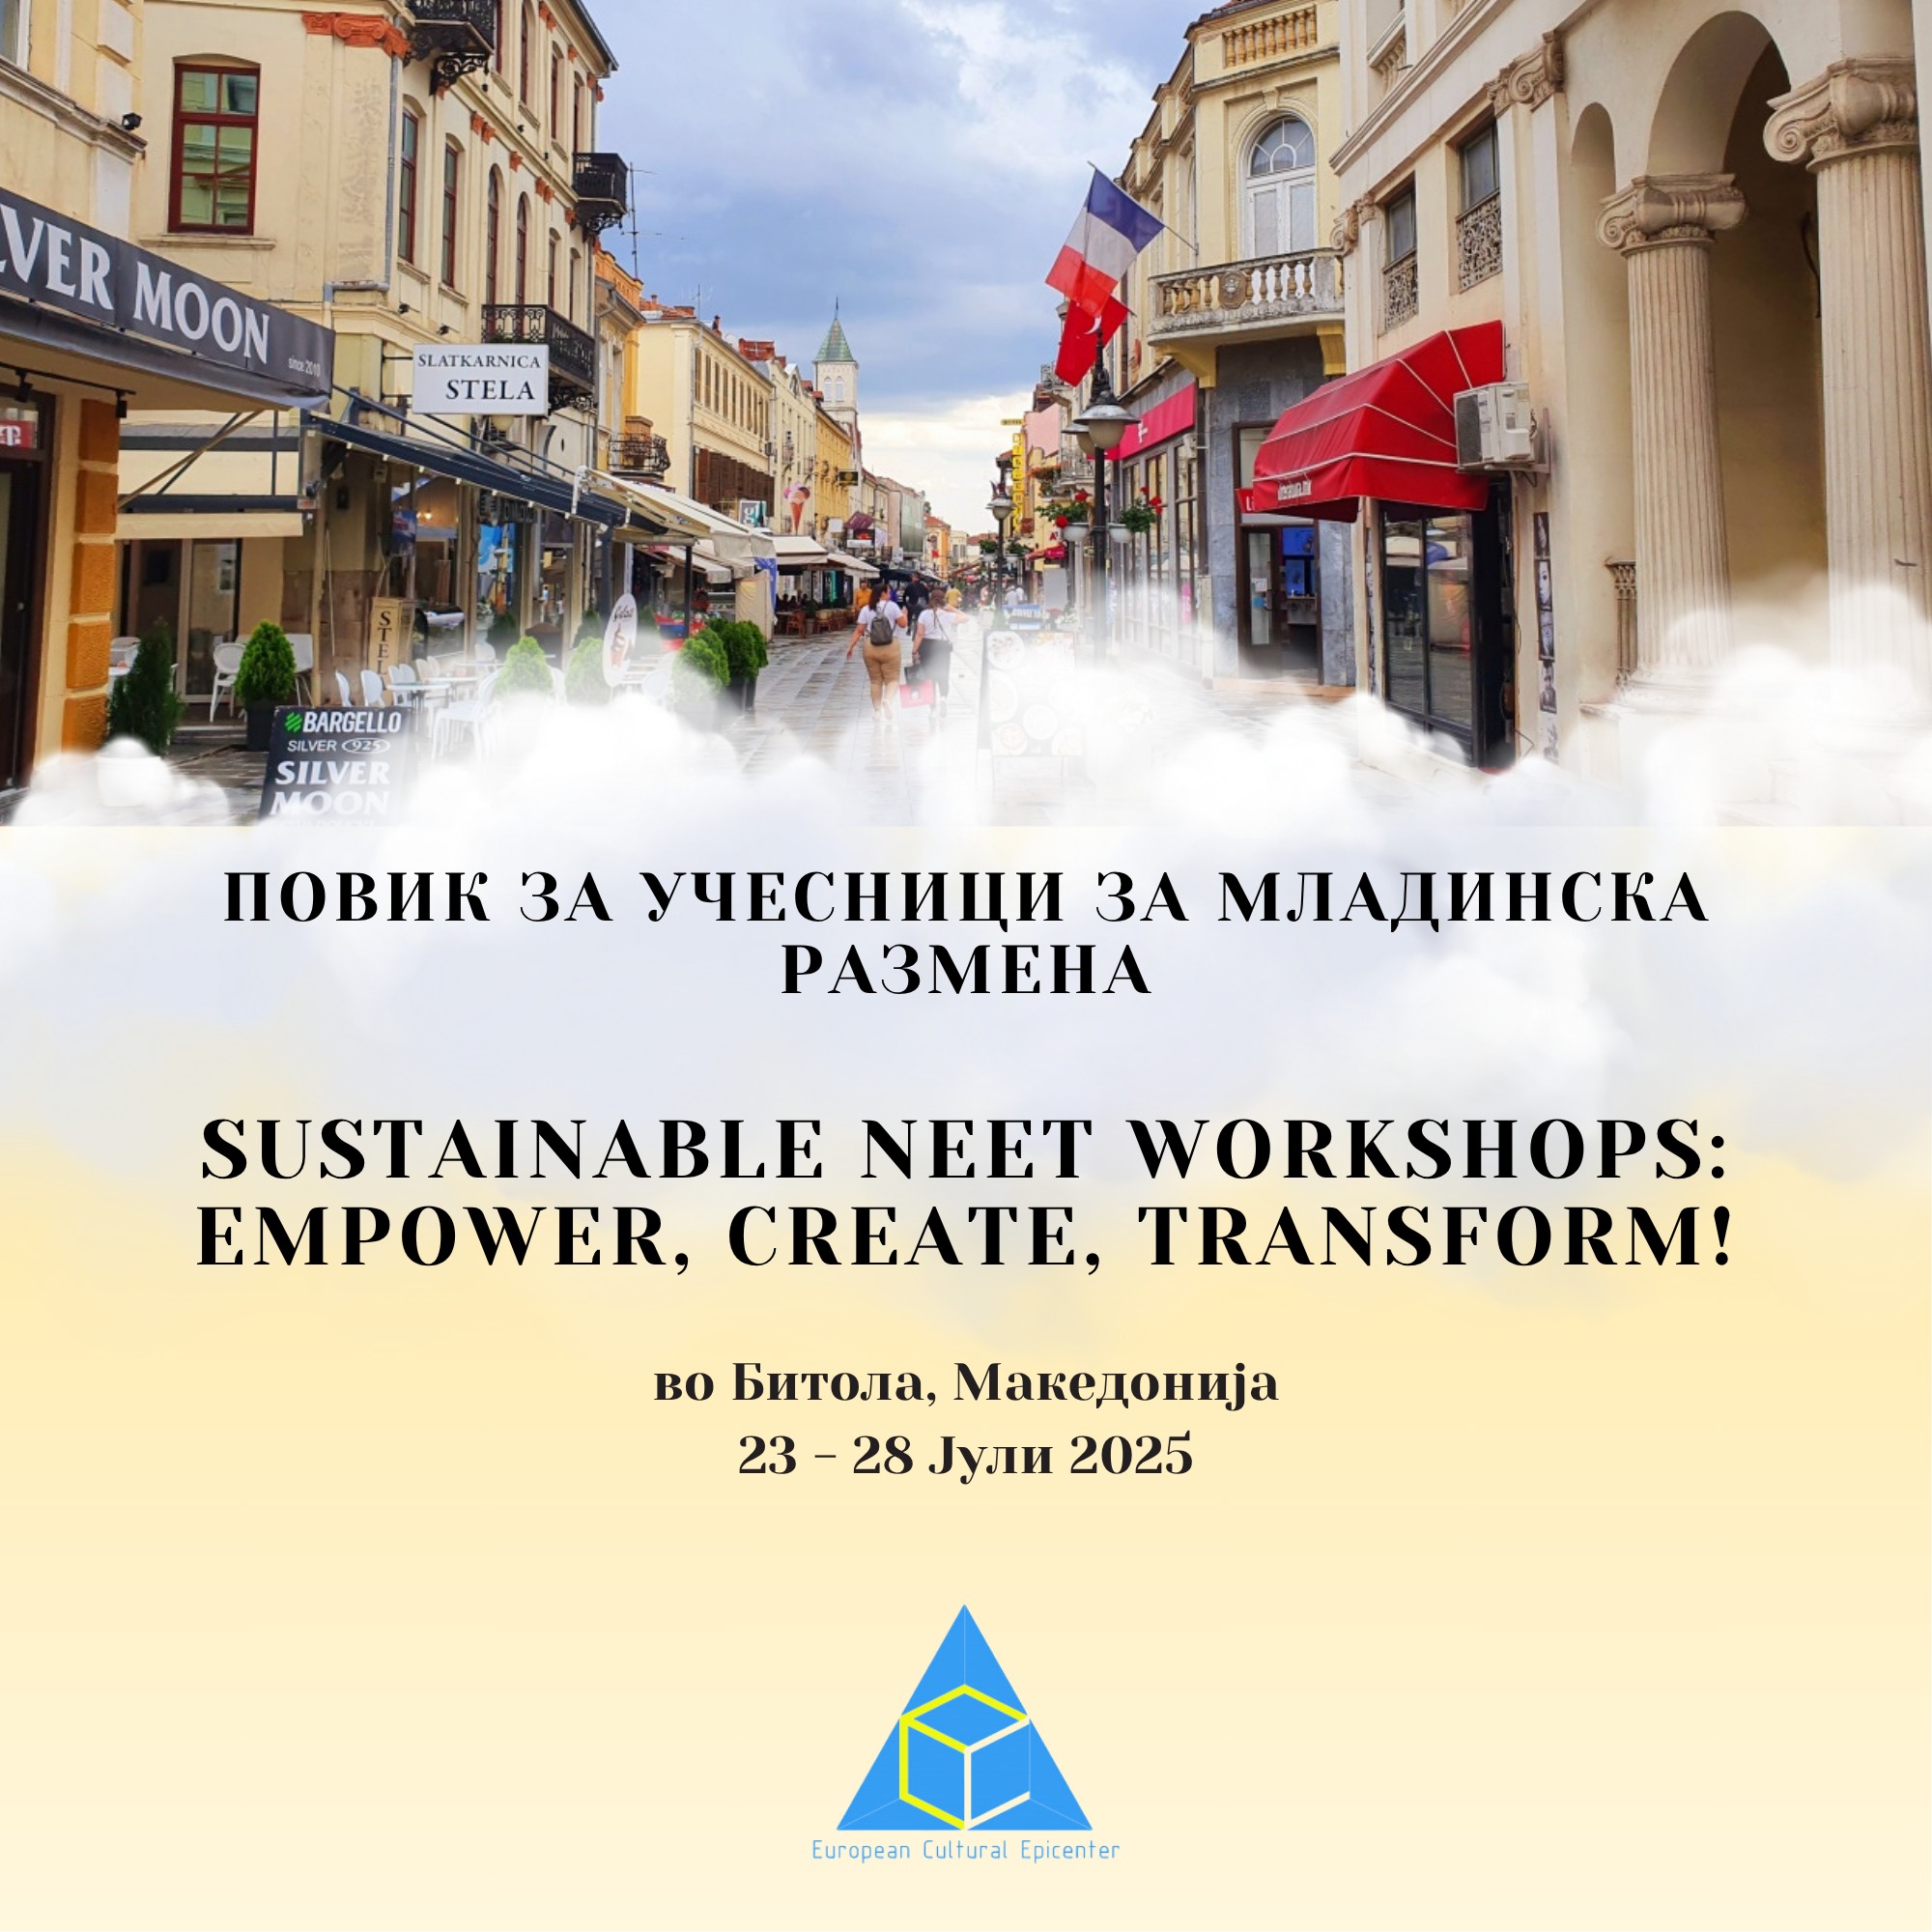 SILVER MOON
since 2010
SLATKARNICA
STELA
BARGELLO
SILVER 925
SILVER
MOON
ПОВИК ЗА УЧЕСНИЦИ ЗА МЛАДИНСКА
РАЗМЕНА
SUSTAINABLE NEET WORKSHOPS:
EMPOWER, CREATE, TRANSFORM!
во Битола, Македонија
23 - 28 Јули 2025
European Cultural Epicenter